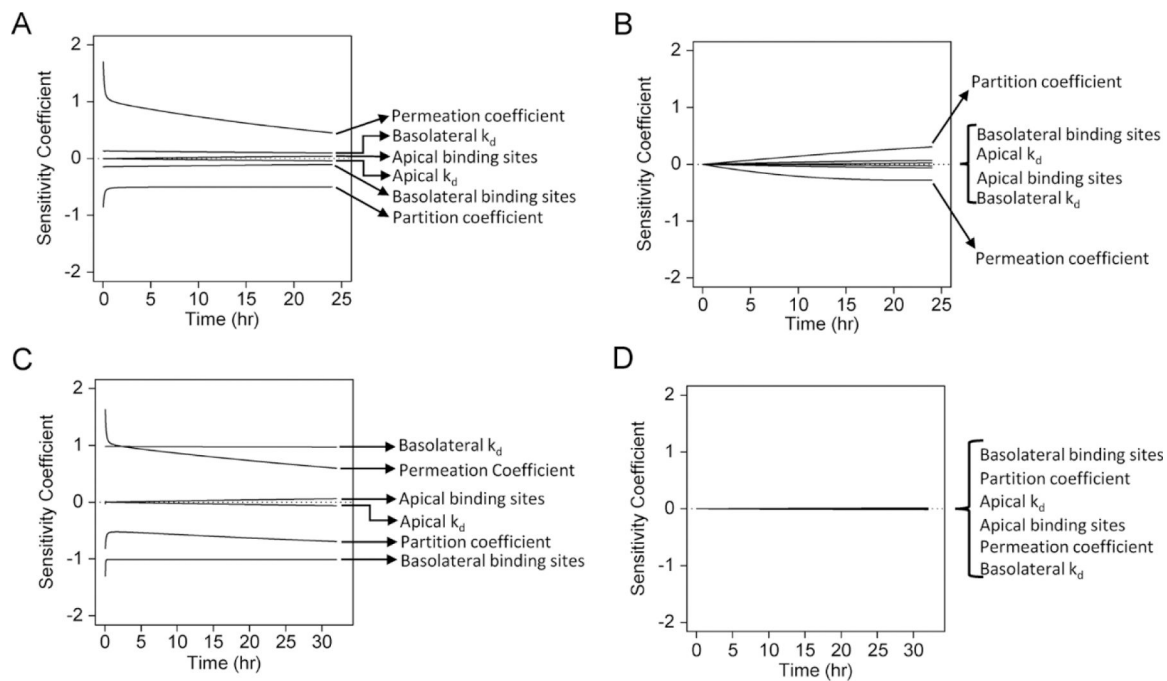 A
Sensitivity Coefficient
2
1
0
-1
-2
0 5 10 15 20 25
Time (hr)
Permeation coefficient
Basolateral kd
Apical binding sites
Apical kd
Basolateral binding sites
Partition coefficient
B
Sensitivity Coefficient
2
1
0
-1
-2
0 5 10 15 20 25
Time (hr)
Partition coefficient
Basolateral binding sites
Apical kd
Apical binding sites
Basolateral kd
Permeation coefficient
C
Sensitivity Coefficient
2
1
0
-1
-2
0 5 10 15 20 25 30
Time (hr)
Basolateral kd
Permeation Coefficient
Apical binding sites
Apical kd
Partition coefficient
Basolateral binding sites
D
Sensitivity Coefficient
2
1
0
-1
-2
0 5 10 15 20 25 30
Time (hr)
Basolateral binding sites
Partition coefficient
Apical kd
Apical binding sites
Permeation coefficient
Basolateral kd